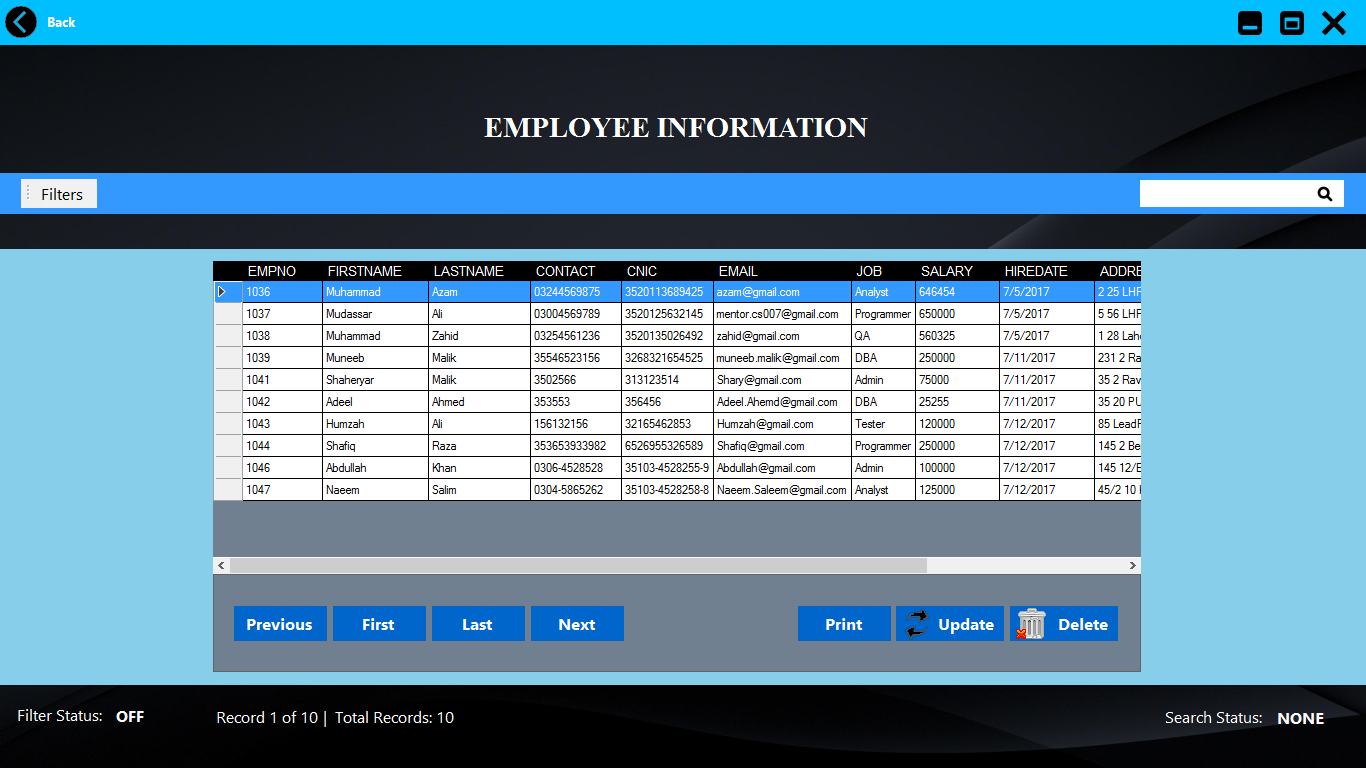 Back
EMPLOYEE INFORMATION
Filters
EMPNO FIRSTNAME LASTNAME CONTACT CNIC EMAIL JOB SALARY HIREDATE ADDRE
1036 Muhammad Azam 03244569875 3520113689425 azam@gmail.com Analyst 646454 7/5/2017 2 25 LHF
1037 Mudassar Ali 03004569789 3520125632145 mentor.cs007@gmail.com Programmer 650000 7/5/2017 5 56 LHF
1038 Muhammad Zahid 03254561236 3520135026492 zahid@gmail.com QA 560325 7/5/2017 1 28 Laho
1039 Muneeb Malik 35546523156 3268321654525 muneeb.malik@gmail.com DBA 250000 7/11/2017 231 2 Ra
1041 Shaheryar Malik 3502566 313123514 Shary@gmail.com Admin 75000 7/11/2017 35 2 Rav
1042 Adeel Ahmed 353553 356456 Adeel.Ahemd@gmail.com DBA 25255 7/11/2017 35 20 PU
1043 Humzah Ali 156132156 32165462853 Humzah@gmail.com Tester 120000 7/12/2017 85 LeadF
1044 Shafiq Raza 353653933982 6526955326589 Shafiq@gmail.com Programmer 250000 7/12/2017 145 2 Be
1046 Abdullah Khan 0306-4528528 35103-4528255-9 Abdullah@gmail.com Admin 100000 7/12/2017 145 12/E
1047 Naeem Salim 0304-5865262 35103-4528258-8 Naeem.Saleem@gmail.com Analyst 125000 7/12/2017 45/2 10
Previous First Last Next Print Update Delete
Filter Status: OFF Record 1 of 10 | Total Records: 10 Search Status: NONE